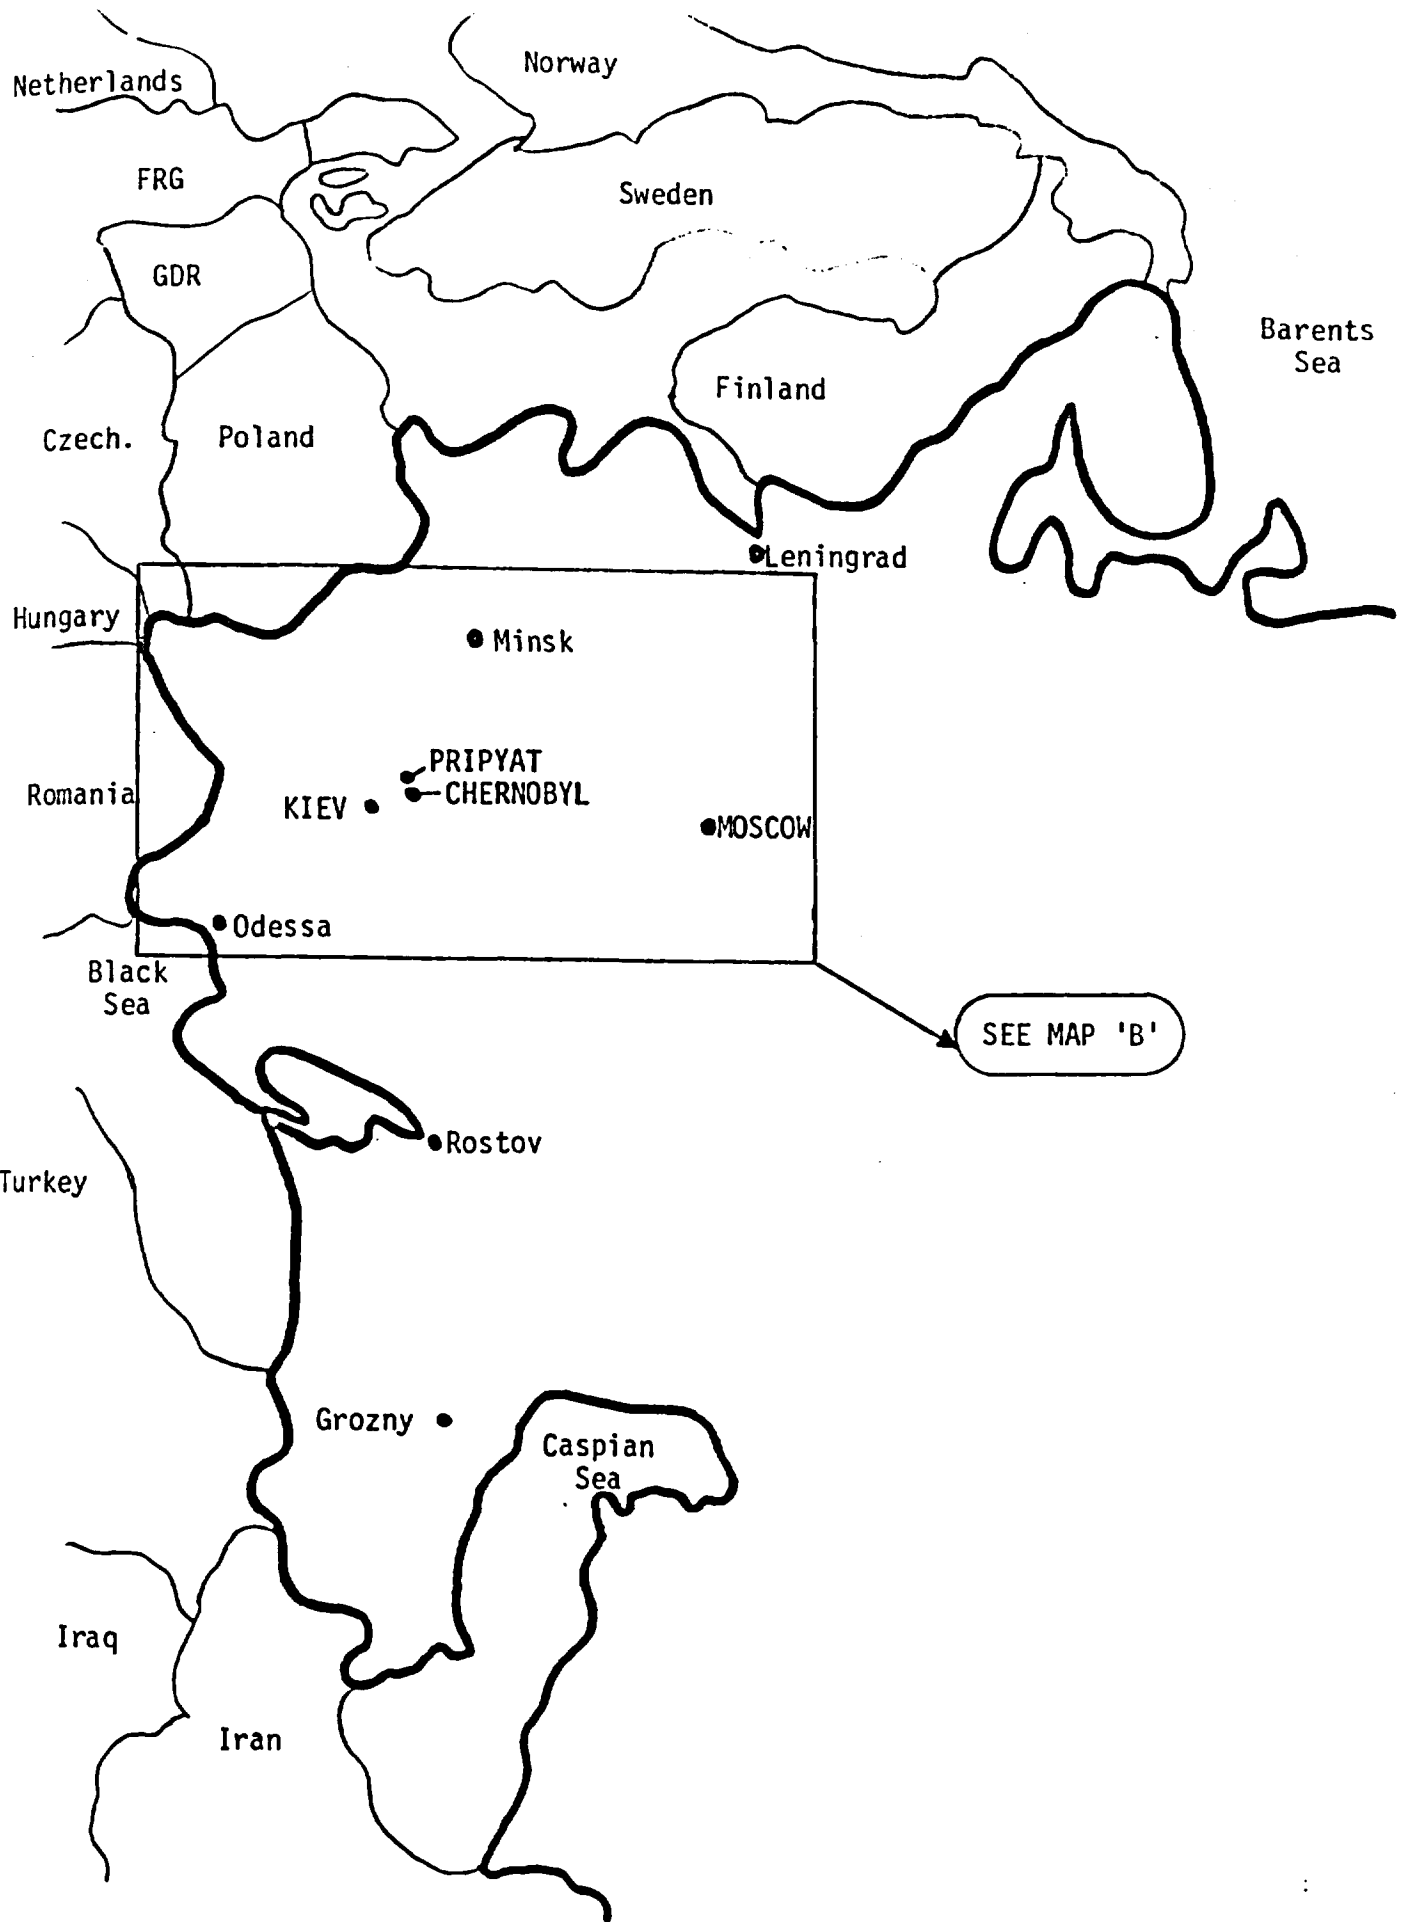 Norway
Netherlands
FRG
Sweden
GDR
Barents
Sea
Finland
Czech.
Poland
Leningrad
Hungary
Minsk
PRIPYAT
CHERNOBYL
Romania
KIEV
MOSCOW
Odessa
Black
Sea
SEE MAP 'B'
Rostov
Turkey
Grozny
Caspian
Sea
Iraq
Iran